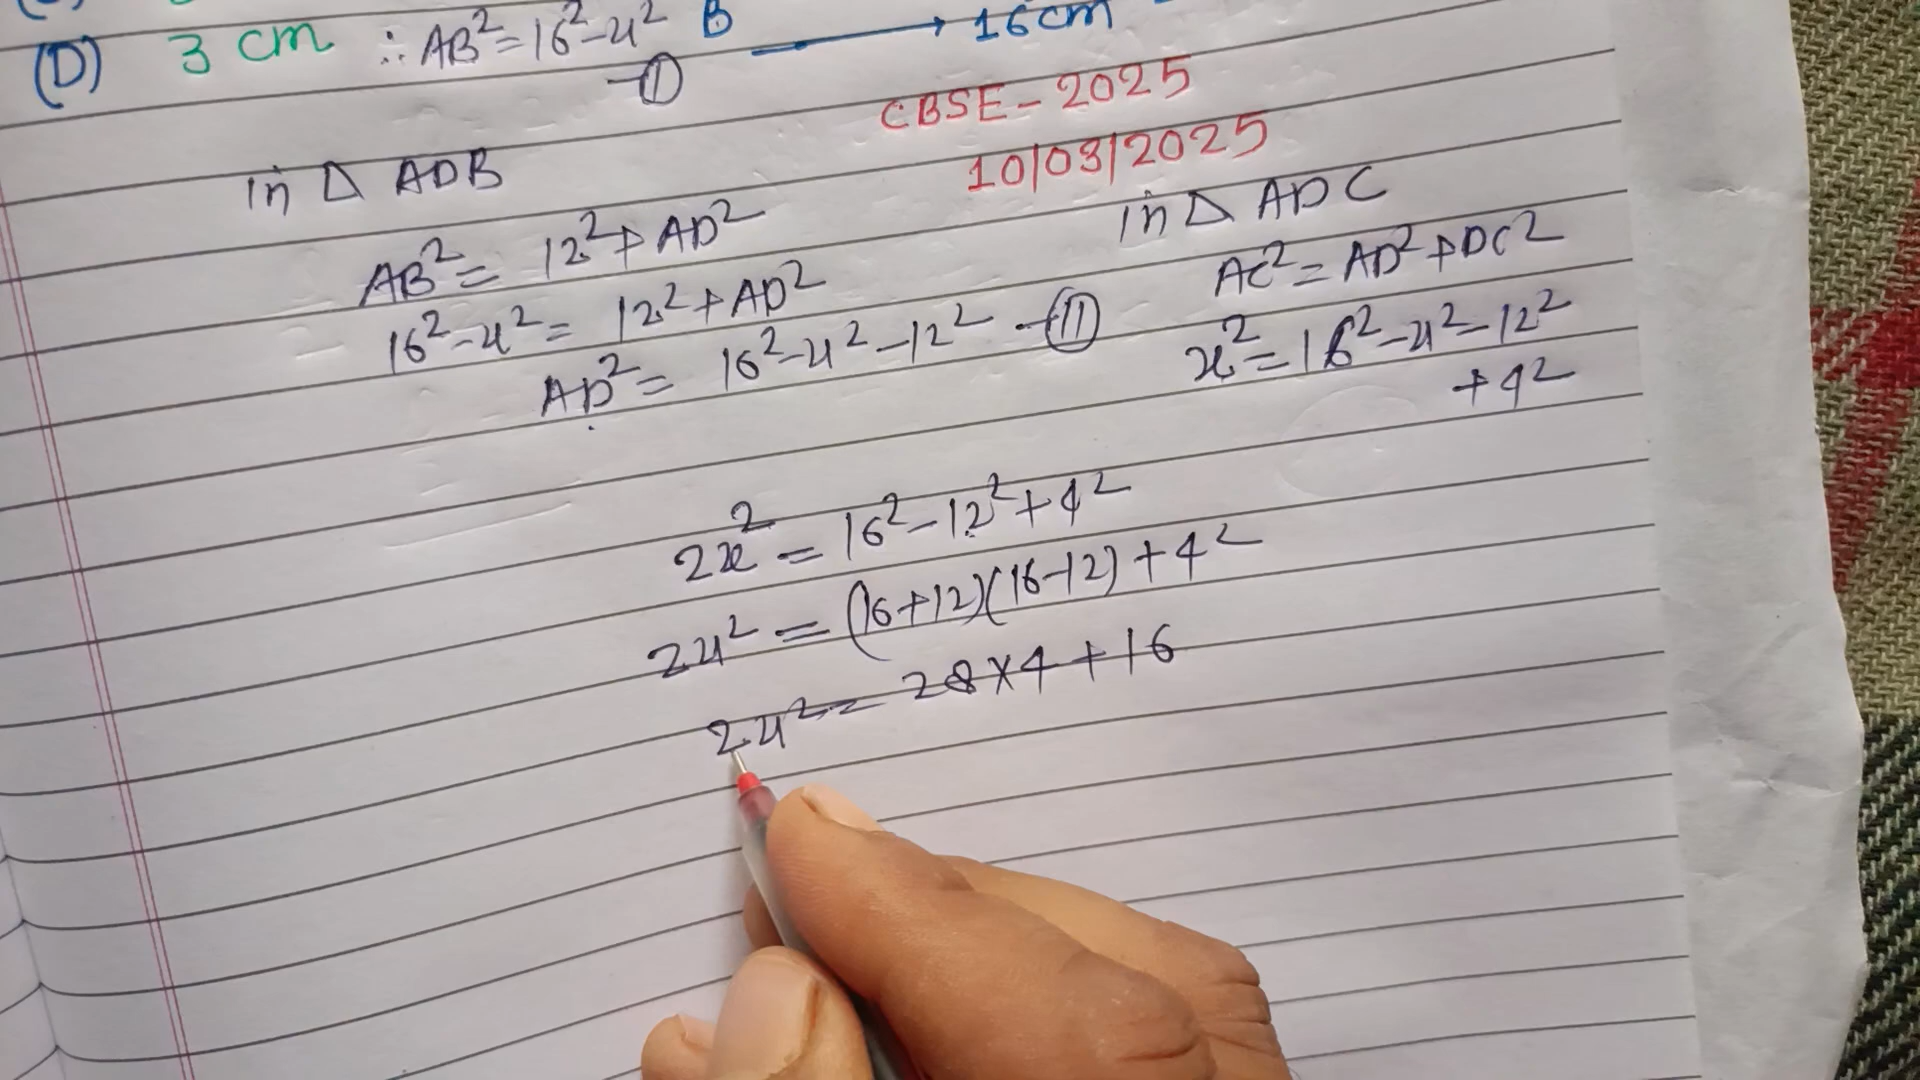 (D) 3 cm ∴ AB²=16²-x² B → 16cm
-(I)
CBSE-2025
10/03/2025
In Δ ADB
AB² = 12² + AD²
16²-x² = 12² + AD²
AD² = 16²-x²-12² -(II)
In Δ ADC
AC² = AD² + DC²
x² = 16²-x²-12²
+4²
2x² = 16²-12²+4²
2x² = (16+12)(16-12)+4²
2x² = 28×4+16